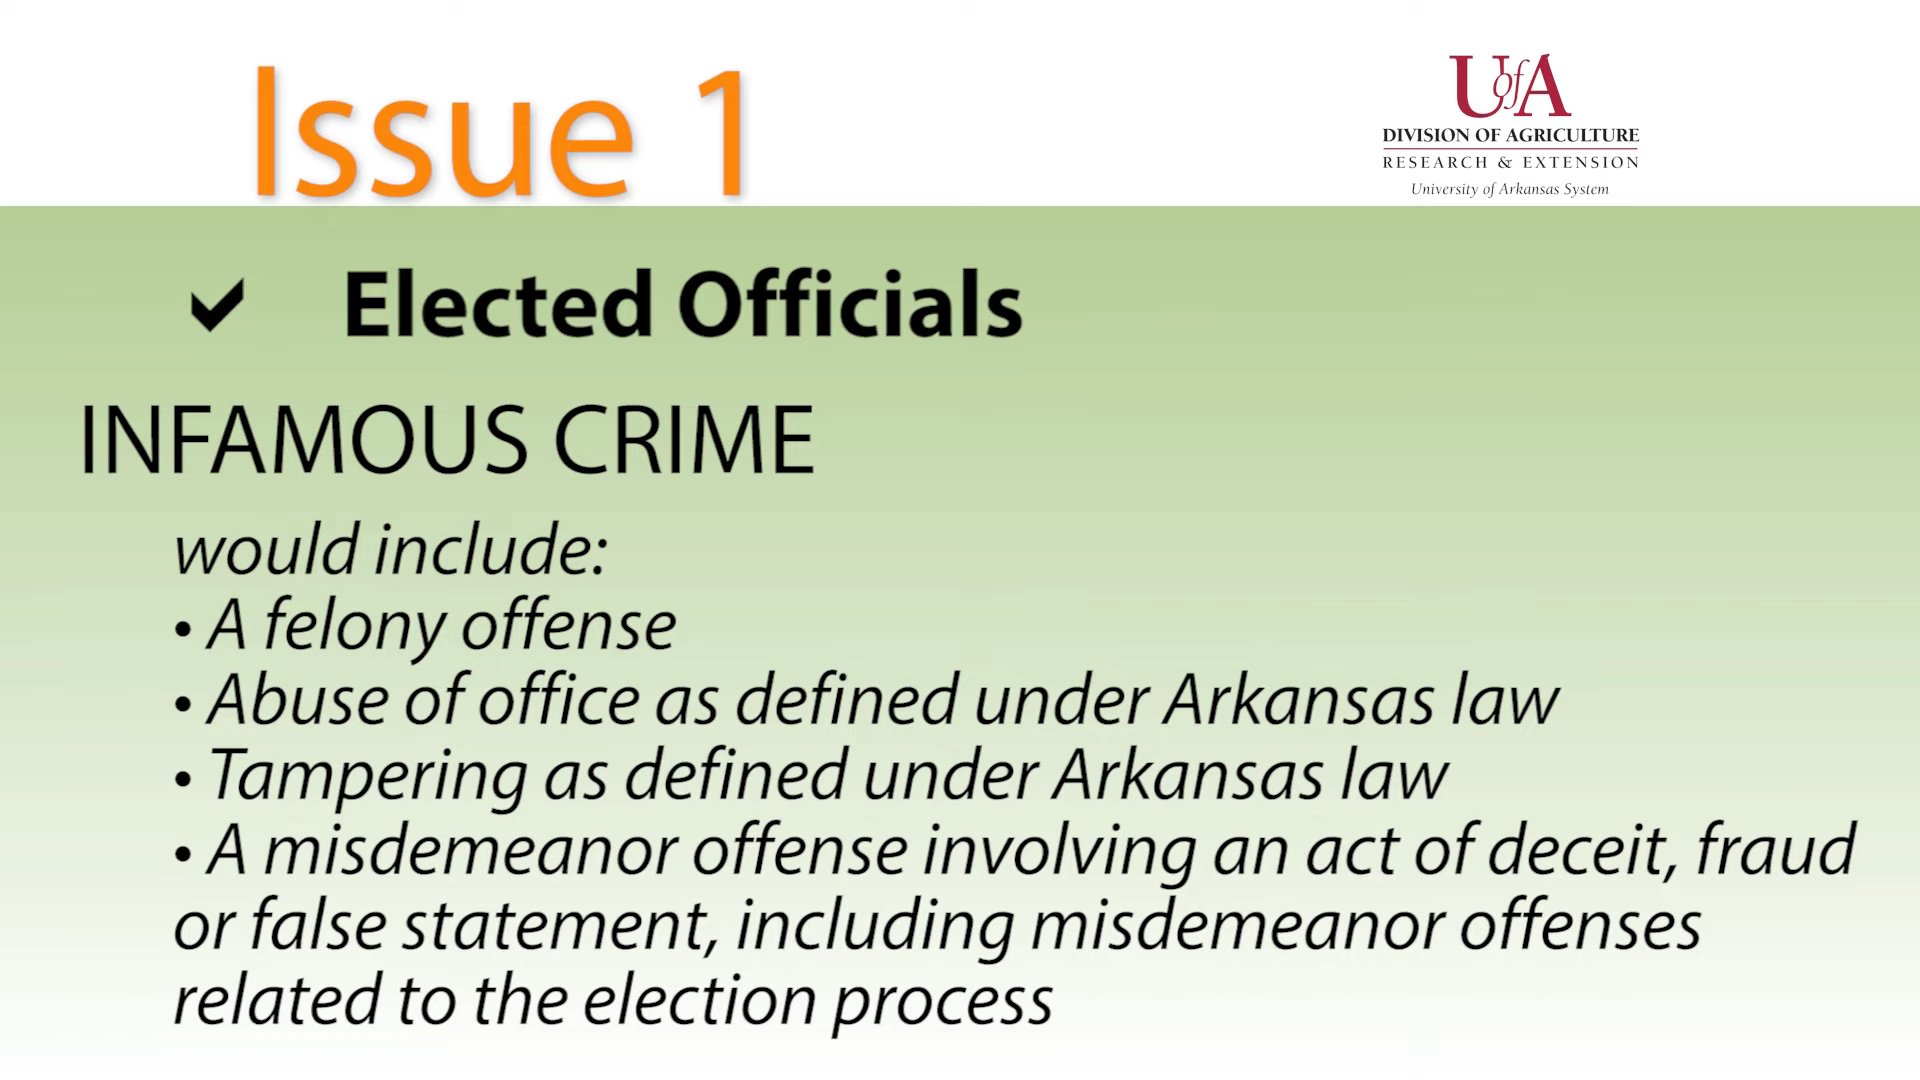 Issue 1
UofA
DIVISION OF AGRICULTURE
RESEARCH & EXTENSION
University of Arkansas System
Elected Officials
INFAMOUS CRIME
would include:
• A felony offense
• Abuse of office as defined under Arkansas law
• Tampering as defined under Arkansas law
• A misdemeanor offense involving an act of deceit, fraud
or false statement, including misdemeanor offenses
related to the election process